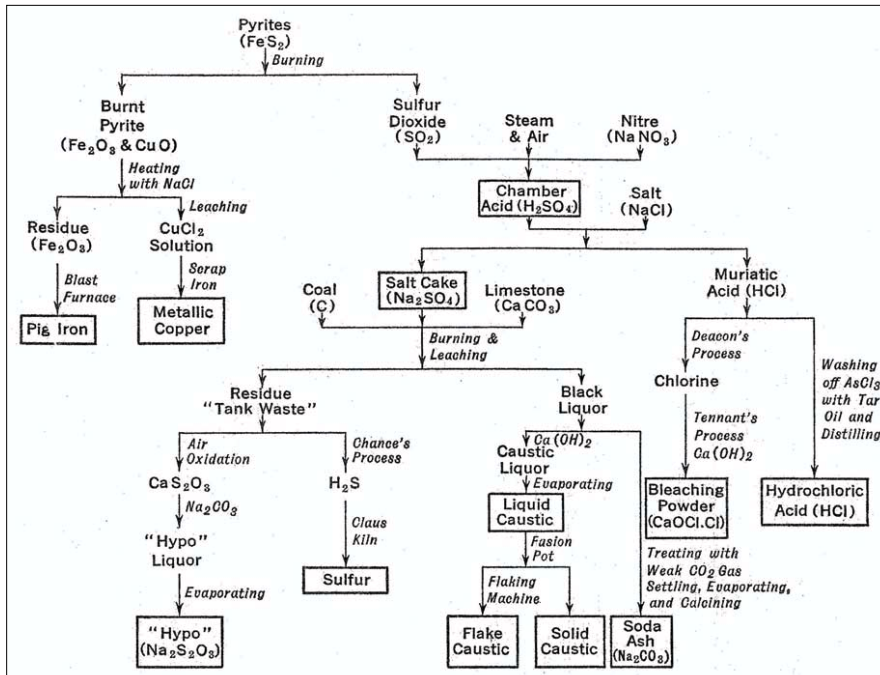 Pyrites
(FeS₂)
Burning
Burnt
Pyrite
(Fe₂O₃ & CuO)
Sulfur
Dioxide
(SO₂)
Steam
& Air
Nitre
(NaNO₃)
Heating
with NaCl
Leaching
Chamber
Acid (H₂SO₄)
Salt
(NaCl)
Residue
(Fe₂O₃)
CuCl₂
Solution
Blast
Furnace
Scrap
Iron
Pig Iron
Metallic
Copper
Coal
(C)
Salt Cake
(Na₂SO₄)
Limestone
(CaCO₃)
Muriatic
Acid (HCl)
Burning &
Leaching
Deacon's
Process
Washing
off AsCl₃
with Tar
Oil and
Distilling
Chlorine
Tennant's
Process
Ca(OH)₂
Bleaching
Powder
(CaOCl.Cl)
Hydrochloric
Acid (HCl)
Residue
"Tank Waste"
Black
Liquor
Air
Oxidation
Chance's
Process
Ca(OH)₂
Caustic
Liquor
CaS₂O₃
H₂S
Evaporating
Na₂CO₃
Liquid
Caustic
"Hypo"
Liquor
Claus
Kiln
Fusion
Pot
Treating with
Weak CO₂ Gas
Settling, Evaporating,
and Calcining
Evaporating
Sulfur
Flaking
Machine
"Hypo"
(Na₂S₂O₃)
Flake
Caustic
Solid
Caustic
Soda
Ash
(Na₂CO₃)